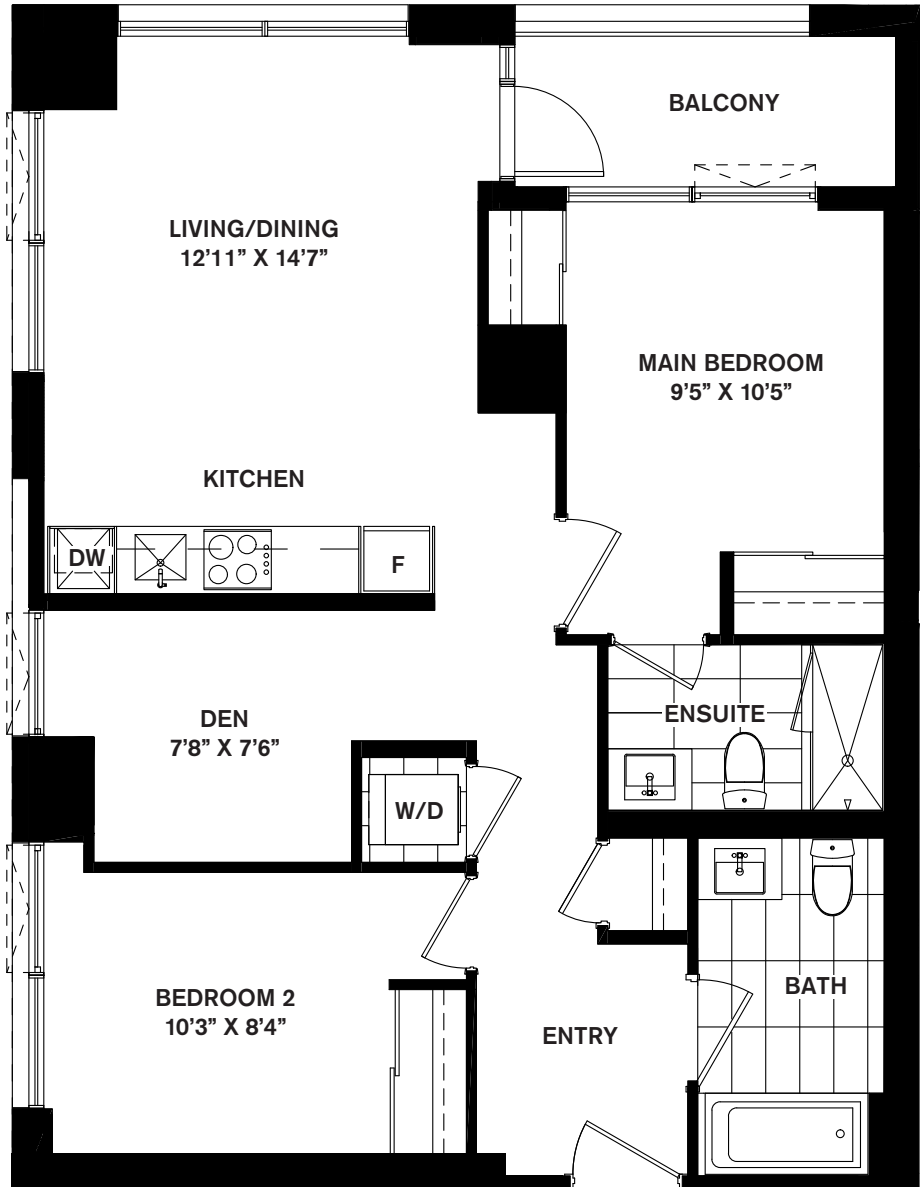 BALCONY
LIVING/DINING
12’11” X 14’7”
MAIN BEDROOM
9’5” X 10’5”
KITCHEN
DW
F
DEN
7’8” X 7’6”
ENSUITE
W/D
BEDROOM 2
10’3” X 8’4”
BATH
ENTRY